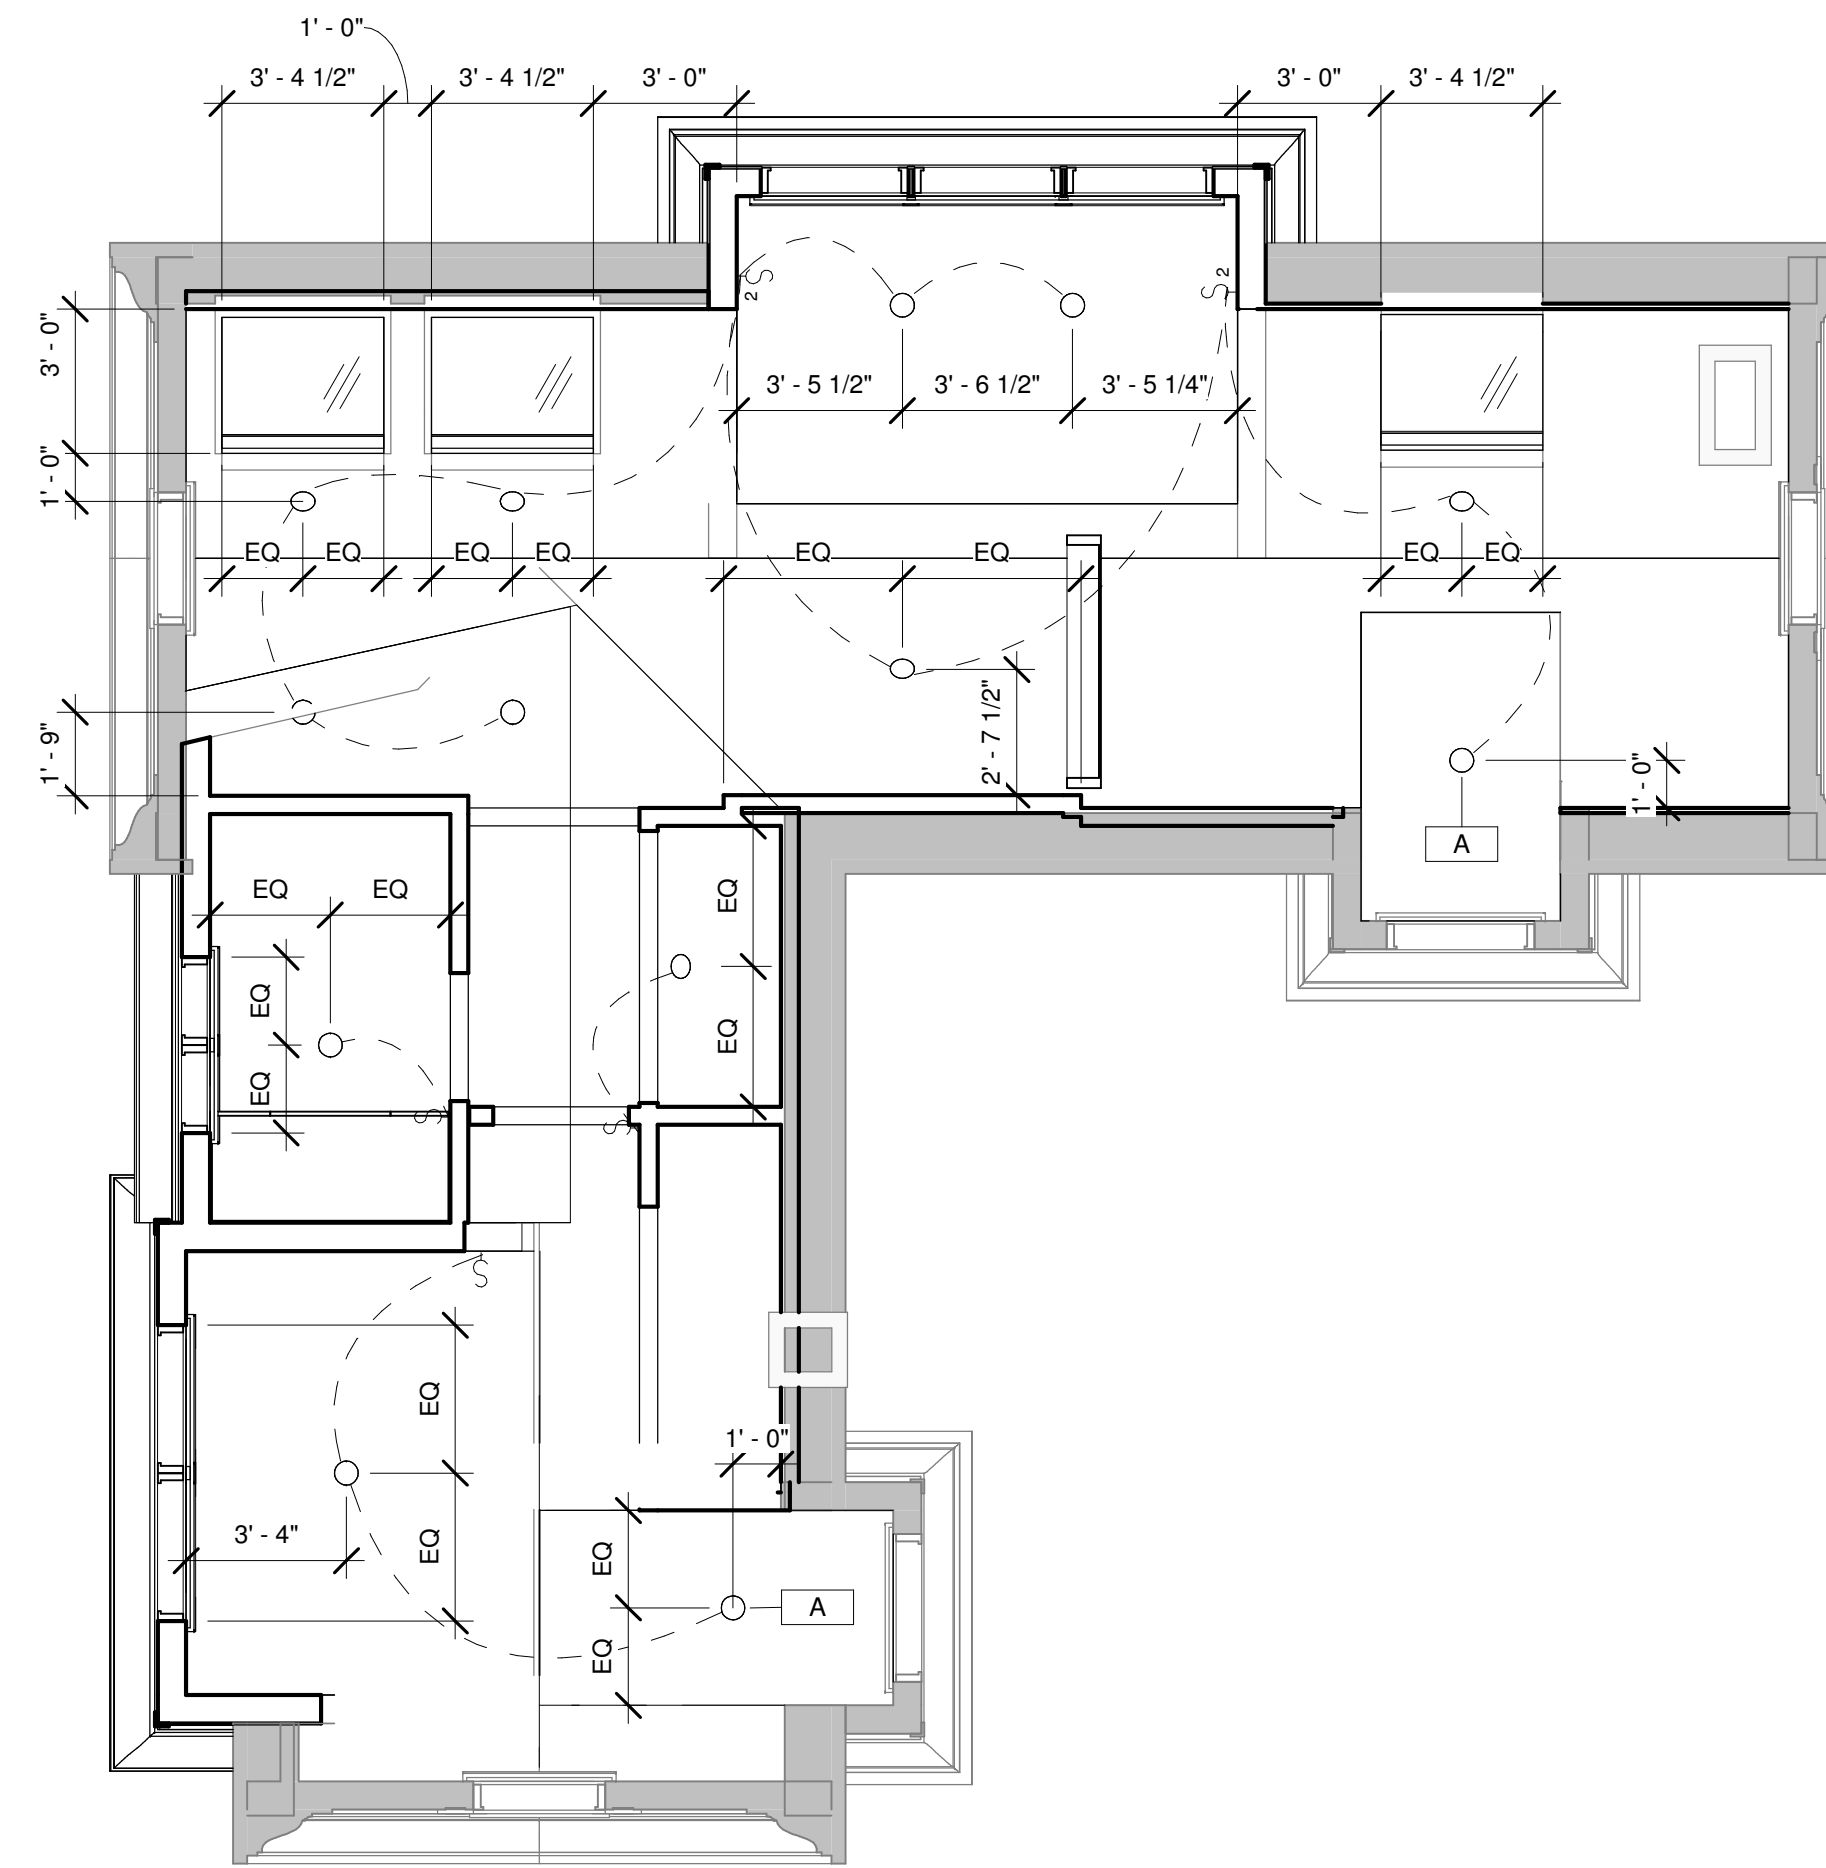 1' - 0"
3' - 4 1/2" 3' - 4 1/2" 3' - 0" 3' - 0" 3' - 4 1/2"
S 2 S 2
3' - 0"
3' - 5 1/2" 3' - 6 1/2" 3' - 5 1/4"
1' - 0"
EQ EQ EQ EQ EQ EQ EQ EQ
1' - 9"
2' - 7 1/2"
1' - 0"
A
EQ EQ EQ
EQ EQ
EQ
S S
S
EQ
1' - 0"
3' - 4"
EQ EQ
A
EQ